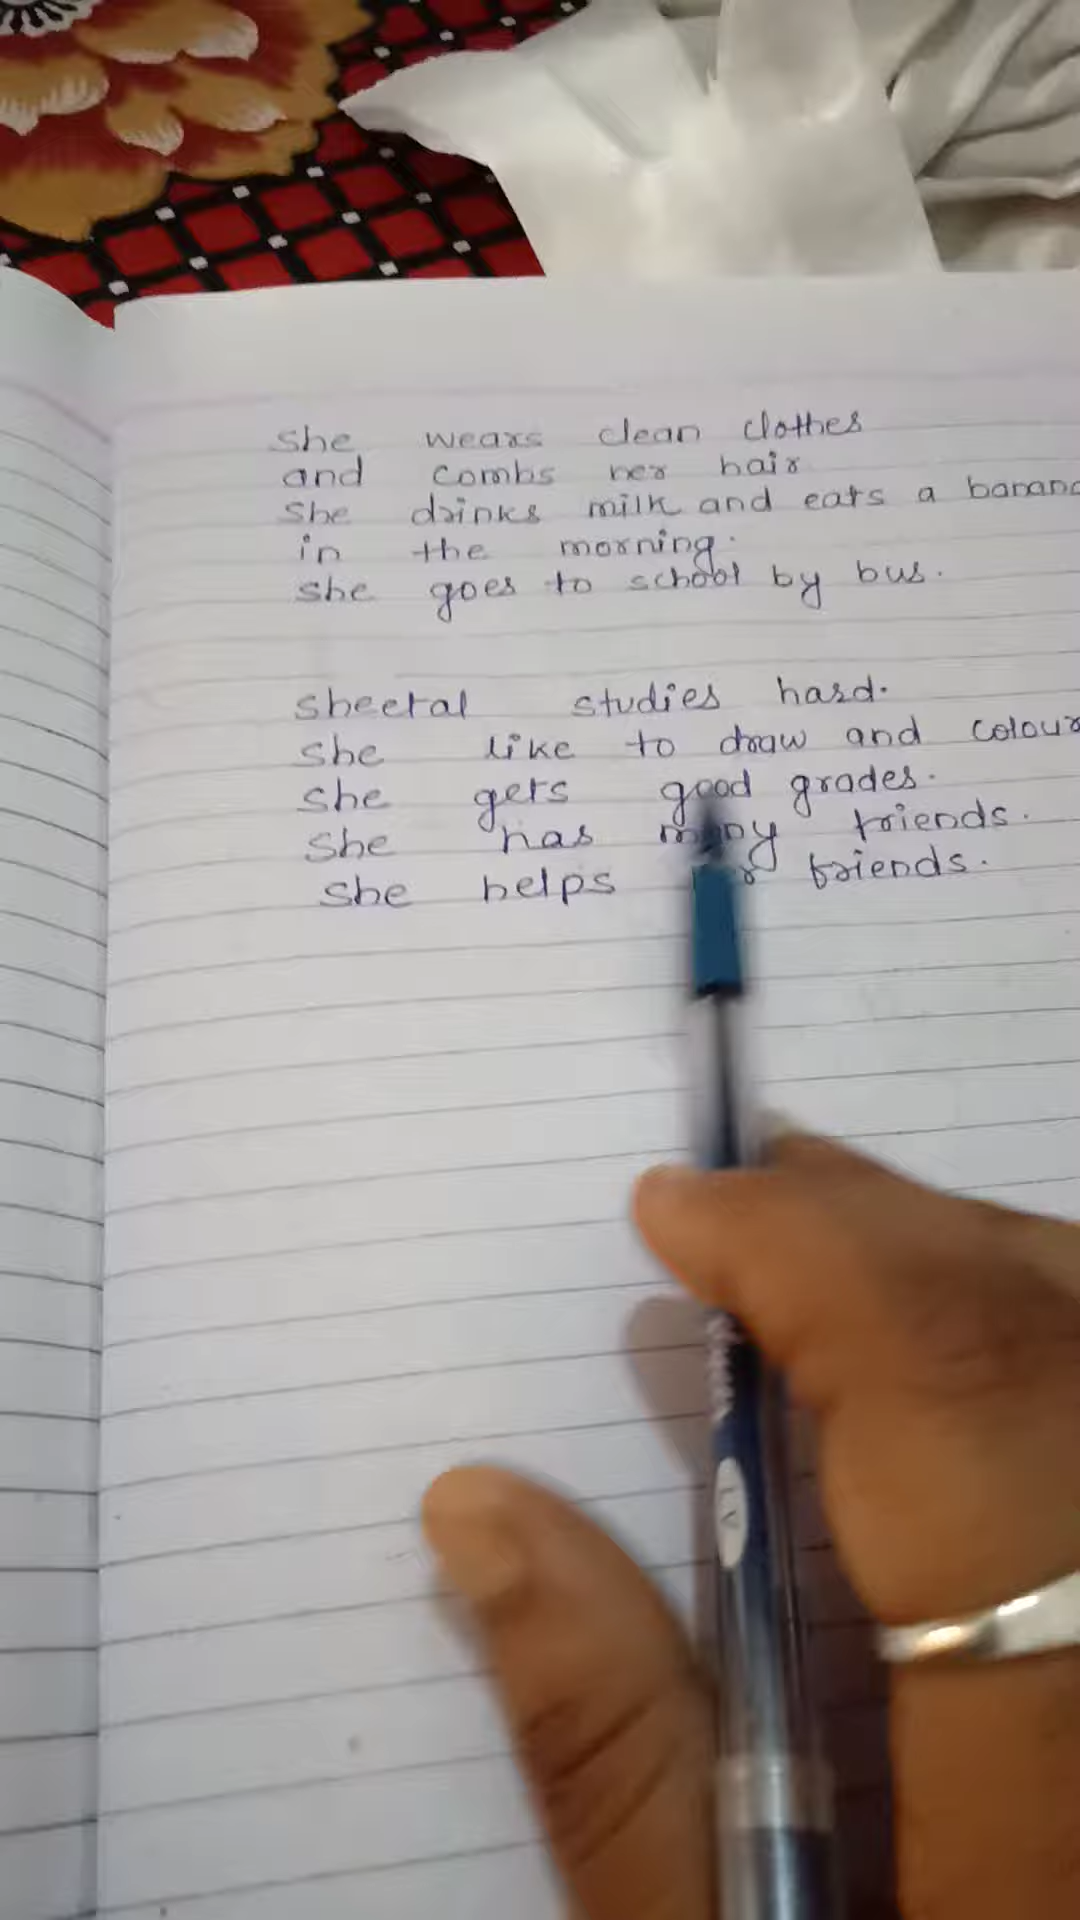 she wears clean clothes
and combs her hair
She drinks milk and eats a banana
in the morning.
she goes to school by bus.
sheetal studies hard.
she like to draw and colour
she gets good grades.
she has many friends.
she helps friends.